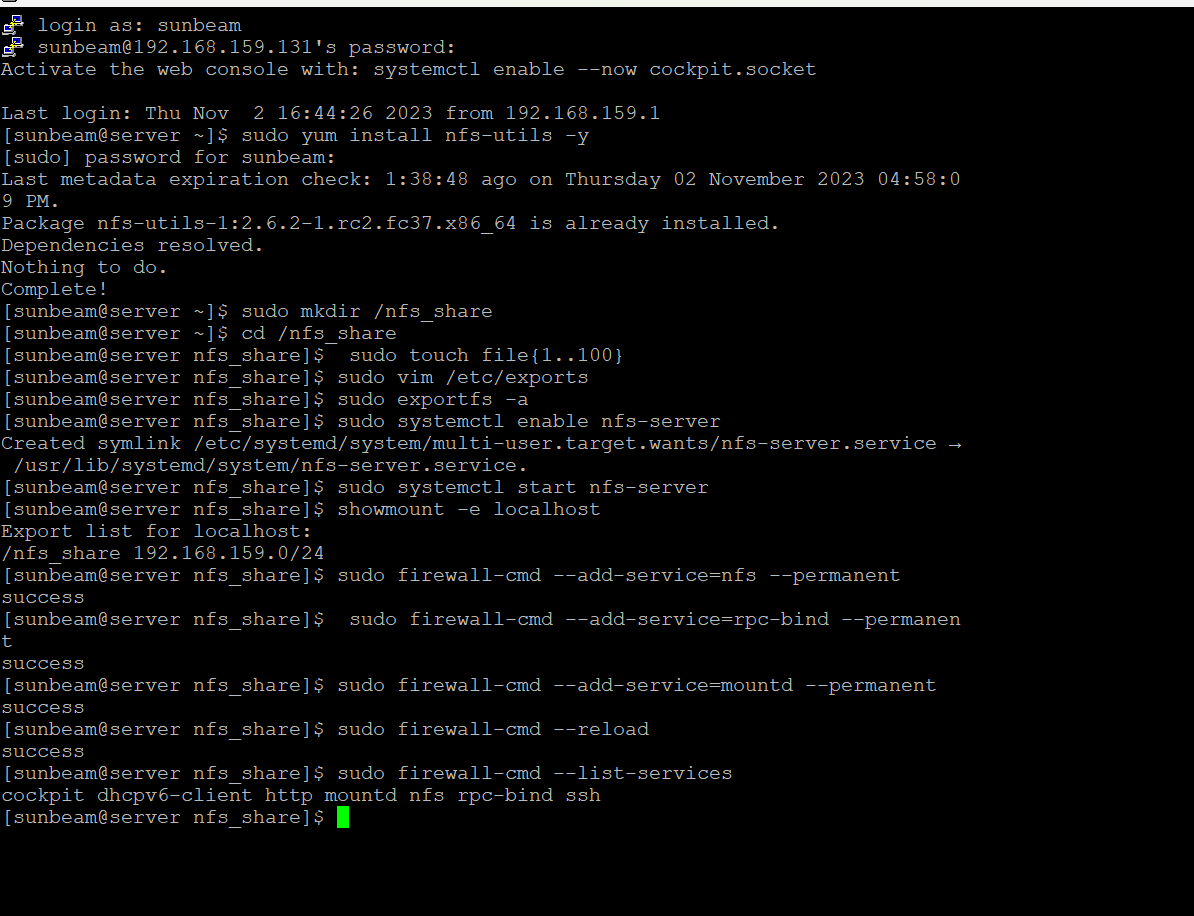 login as: sunbeam
sunbeam@192.168.159.131's password:
Activate the web console with: systemctl enable --now cockpit.socket
Last login: Thu Nov  2 16:44:26 2023 from 192.168.159.1
[sunbeam@server ~]$ sudo yum install nfs-utils -y
[sudo] password for sunbeam:
Last metadata expiration check: 1:38:48 ago on Thursday 02 November 2023 04:58:0
9 PM.
Package nfs-utils-1:2.6.2-1.rc2.fc37.x86_64 is already installed.
Dependencies resolved.
Nothing to do.
Complete!
[sunbeam@server ~]$ sudo mkdir /nfs_share
[sunbeam@server ~]$ cd /nfs_share
[sunbeam@server nfs_share]$  sudo touch file{1..100}
[sunbeam@server nfs_share]$ sudo vim /etc/exports
[sunbeam@server nfs_share]$ sudo exportfs -a
[sunbeam@server nfs_share]$ sudo systemctl enable nfs-server
Created symlink /etc/systemd/system/multi-user.target.wants/nfs-server.service →
 /usr/lib/systemd/system/nfs-server.service.
[sunbeam@server nfs_share]$ sudo systemctl start nfs-server
[sunbeam@server nfs_share]$ showmount -e localhost
Export list for localhost:
/nfs_share 192.168.159.0/24
[sunbeam@server nfs_share]$ sudo firewall-cmd --add-service=nfs --permanent
success
[sunbeam@server nfs_share]$  sudo firewall-cmd --add-service=rpc-bind --permanen
t
success
[sunbeam@server nfs_share]$ sudo firewall-cmd --add-service=mountd --permanent
success
[sunbeam@server nfs_share]$ sudo firewall-cmd --reload
success
[sunbeam@server nfs_share]$ sudo firewall-cmd --list-services
cockpit dhcpv6-client http mountd nfs rpc-bind ssh
[sunbeam@server nfs_share]$